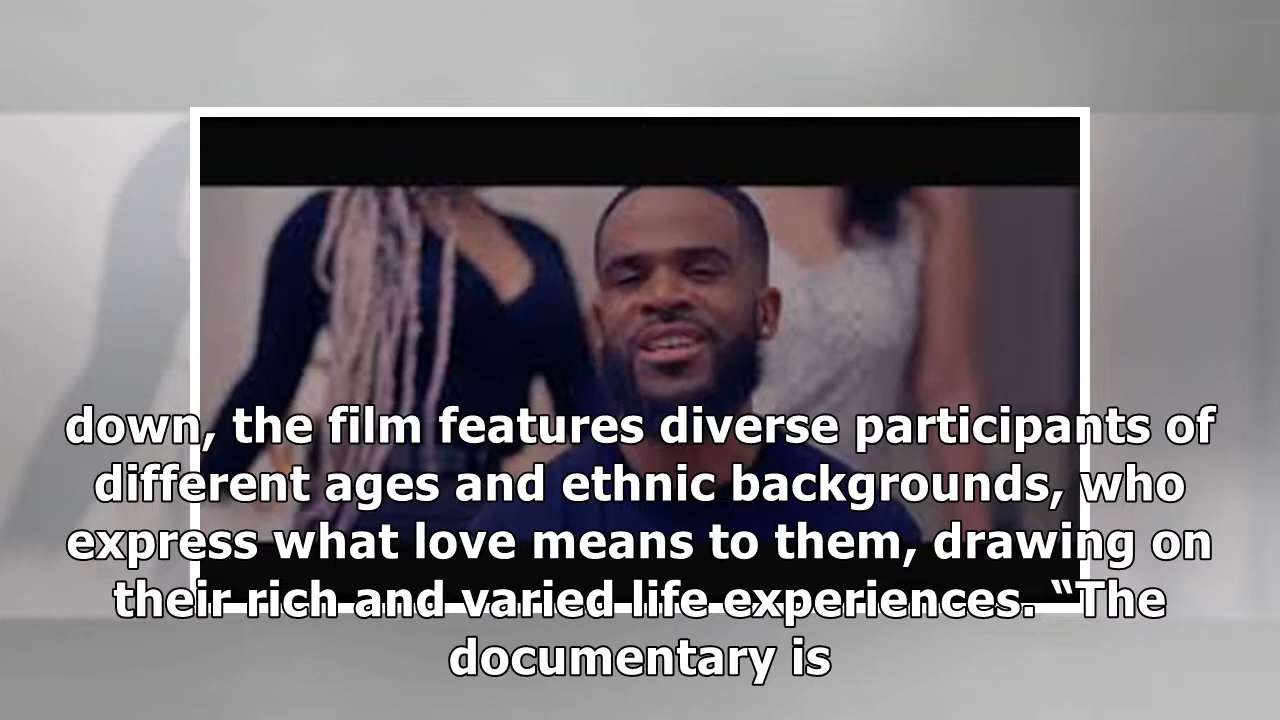 down, the film features diverse participants of
different ages and ethnic backgrounds, who
express what love means to them, drawing on
their rich and varied life experiences. “The
documentary is